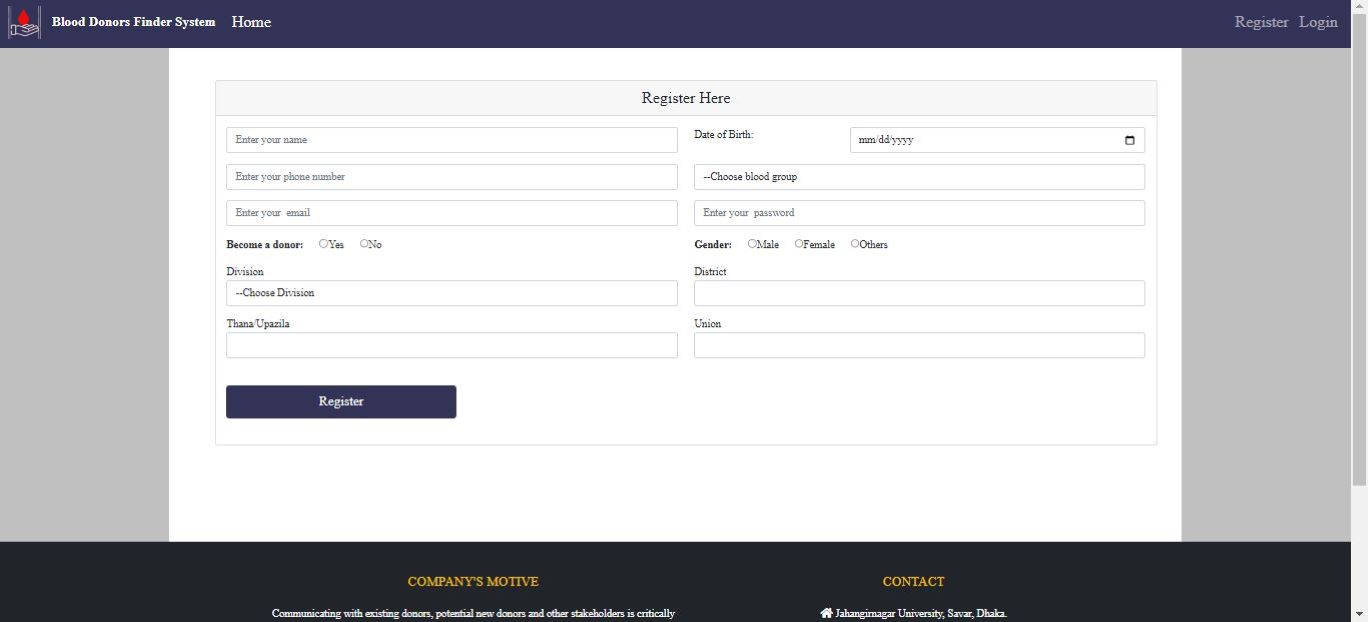 Blood Donors Finder System Home Register Login
Register Here
Enter your name Date of Birth: mm/dd/yyyy
Enter your phone number --Choose blood group
Enter your email Enter your password
Become a donor: Yes No Gender: Male Female Others
Division District
--Choose Division
Thana/Upazila Union
Register
COMPANY'S MOTIVE CONTACT
Communicating with existing donors, potential new donors and other stakeholders is critically Jahangirnagar University, Savar, Dhaka.